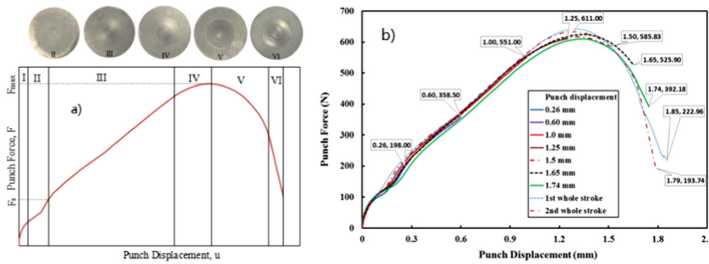 II
III
IV
V
VI
Fmax
I
II
III
IV
V
VI
a)
Punch Force, F
Fa
Punch Displacement, u
b)
700
600
500
400
300
200
100
0
Punch Force (N)
1.25, 611.00
1.00, 551.00
1.50, 585.83
1.65, 525.90
0.60, 358.50
1.74, 392.18
0.26, 198.00
1.85, 222.96
1.79, 193.74
Punch displacement
0.26 mm
0.60 mm
1.0 mm
1.25 mm
1.5 mm
1.65 mm
1.74 mm
1st whole stroke
2nd whole stroke
0
0.3
0.6
0.9
1.2
1.5
1.8
2.
Punch Displacement (mm)